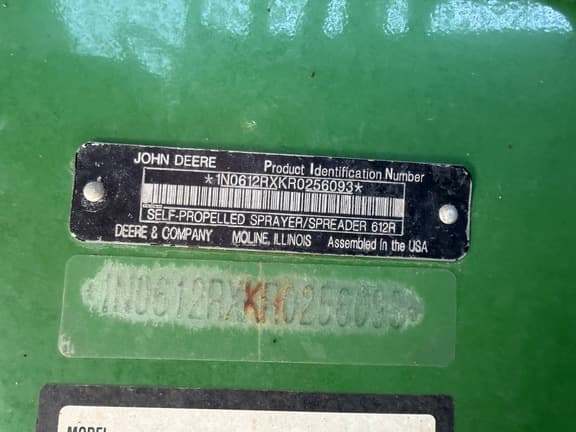 JOHN DEERE Product Identification Number
*1N0612RXKR0256093*
SELF-PROPELLED SPRAYER/SPREADER 612R
DEERE & COMPANY MOLINE, ILLINOIS Assembled in the USA
1N0612RXKR0256093
MODEL